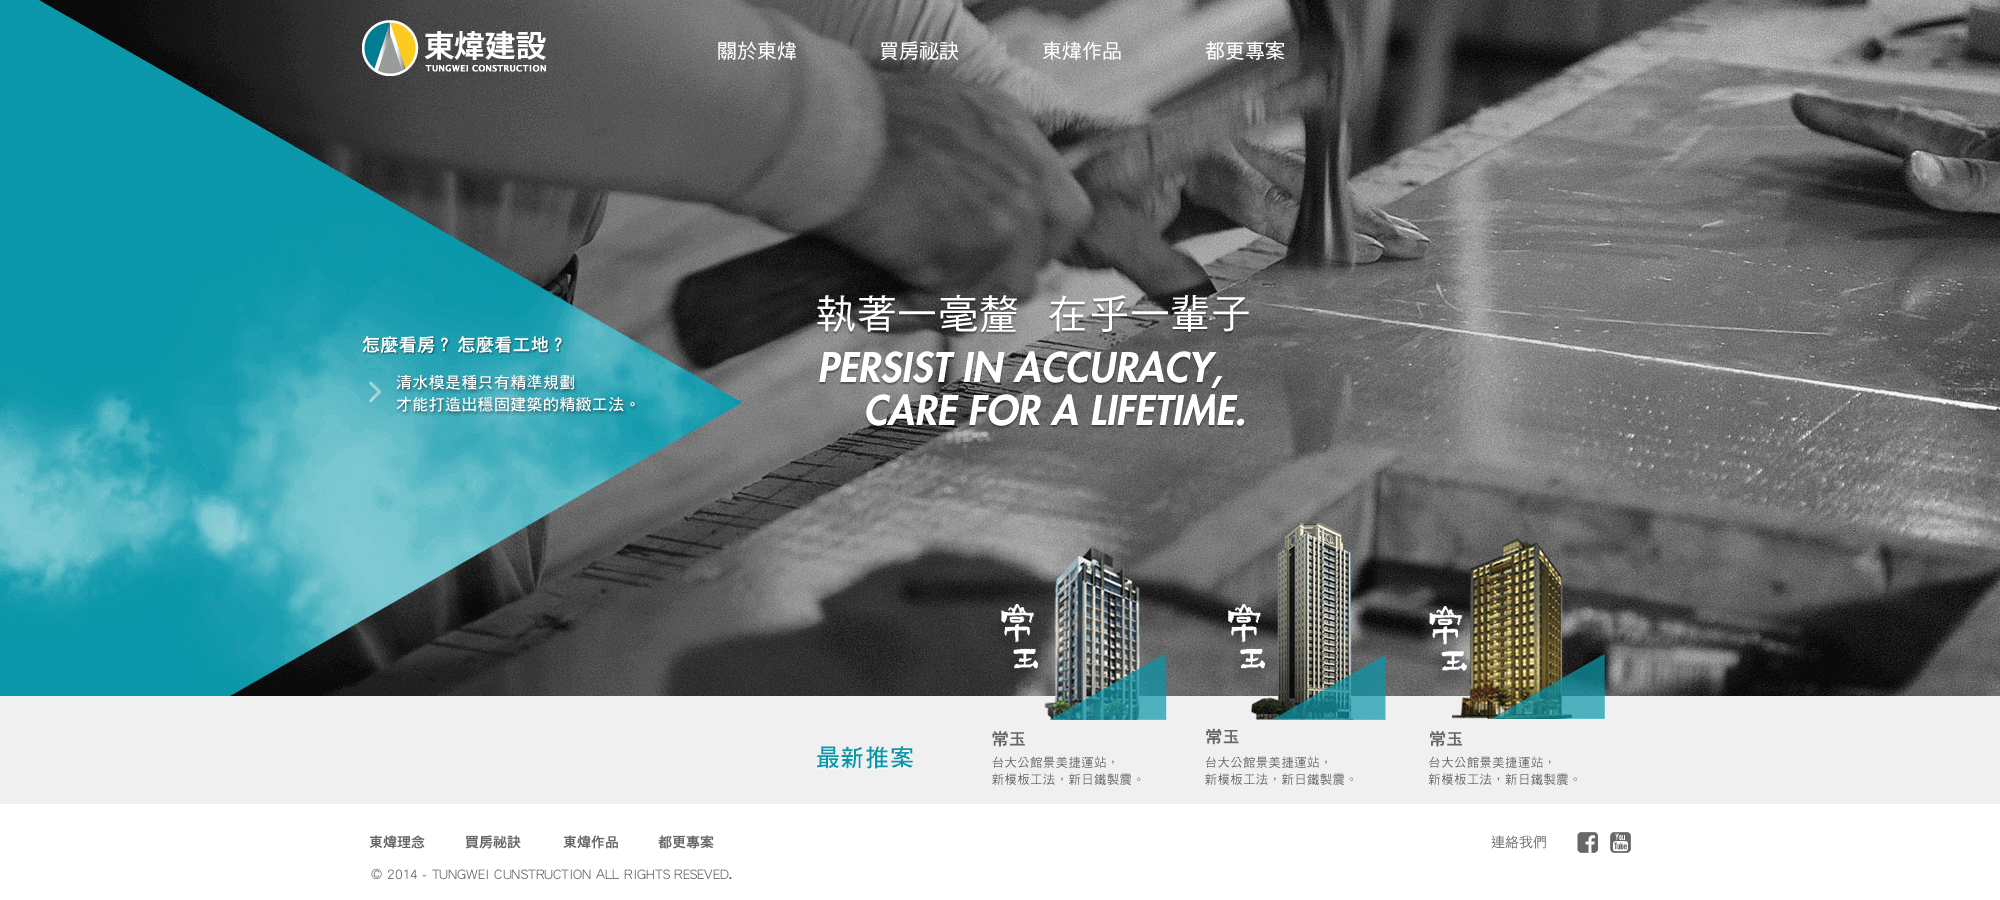 東煒建設
TUNGWEI CONSTRUCTION
關於東煒
買房祕訣
東煒作品
都更專案
執著一毫釐 在乎一輩子
PERSIST IN ACCURACY,
CARE FOR A LIFETIME.
怎麼看房？怎麼看工地？
清水模是種只有精準規劃
才能打造出穩固建築的精緻工法。
常玉
常玉
常玉
最新推案
常玉
台大公館景美捷運站，
新模板工法，新日鐵製震。
常玉
台大公館景美捷運站，
新模板工法，新日鐵製震。
常玉
台大公館景美捷運站，
新模板工法，新日鐵製震。
東煒理念
買房祕訣
東煒作品
都更專案
連絡我們
You
Tube
© 2014 - TUNGWEI CUNSTRUCTION ALL RIGHTS RESEVED.